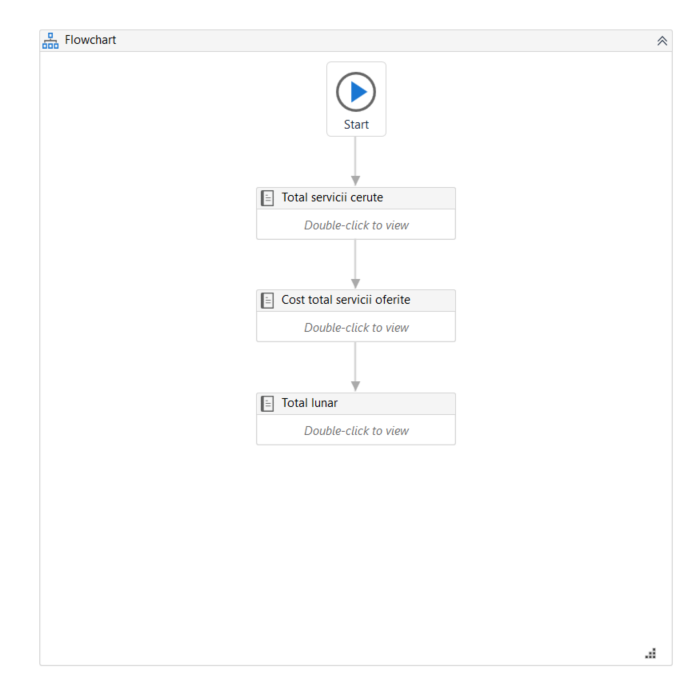 Flowchart
Start
Total servicii cerute
Double-click to view
Cost total servicii oferite
Double-click to view
Total lunar
Double-click to view